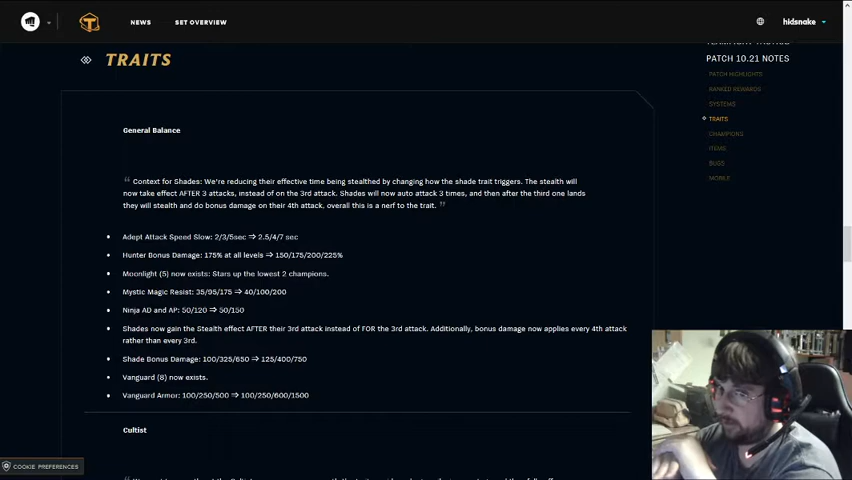 NEWS
SET OVERVIEW
hidsnake
TRAITS
PATCH 10.21 NOTES
PATCH HIGHLIGHTS
RANKED REWARDS
SYSTEMS
TRAITS
CHAMPIONS
ITEMS
BUGS
MOBILE
General Balance
" Context for Shades: We're reducing their effective time being stealthed by changing how the shade trait triggers. The stealth will
now take effect AFTER 3 attacks, instead of on the 3rd attack. Shades will now auto attack 3 times, and then after the third one lands
they will stealth and do bonus damage on their 4th attack. overall this is a nerf to the trait. "
• Adept Attack Speed Slow: 2/3/5sec ⇒ 2.5/4/7 sec
• Hunter Bonus Damage: 175% at all levels ⇒ 150/175/200/225%
• Moonlight (5) now exists: Stars up the lowest 2 champions.
• Mystic Magic Resist: 35/95/175 ⇒ 40/100/200
• Ninja AD and AP: 50/120 ⇒ 50/150
• Shades now gain the Stealth effect AFTER their 3rd attack instead of FOR the 3rd attack. Additionally, bonus damage now applies every 4th attack
rather than every 3rd.
• Shade Bonus Damage: 100/325/650 ⇒ 125/400/750
• Vanguard (8) now exists.
• Vanguard Armor: 100/250/500 ⇒ 100/250/600/1500
Cultist
COOKIE PREFERENCES